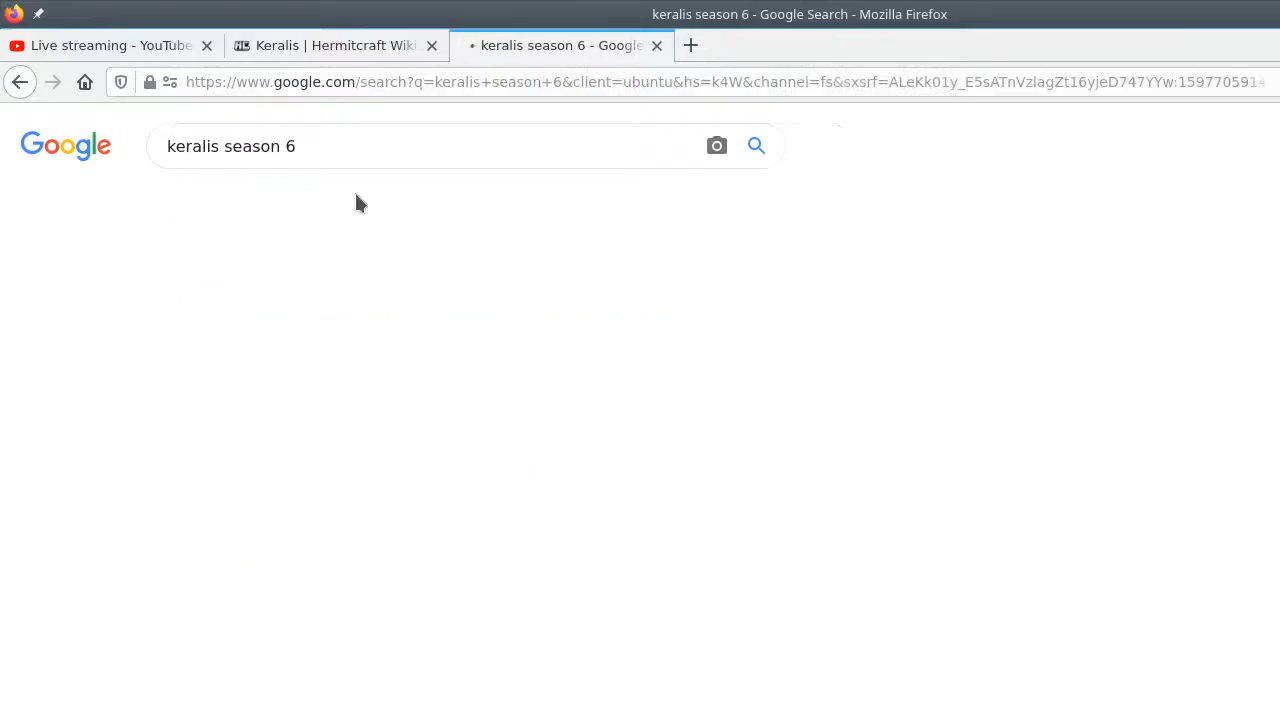 keralis season 6 - Google Search - Mozilla Firefox
Live streaming - YouTube
Keralis | Hermitcraft Wiki
keralis season 6 - Google
https://www.google.com/search?q=keralis+season+6&client=ubuntu&hs=k4W&channel=fs&sxsrf=ALeKk01y_E5sATnVzlagZt16yjeD747YYw:1597705914
Google
keralis season 6